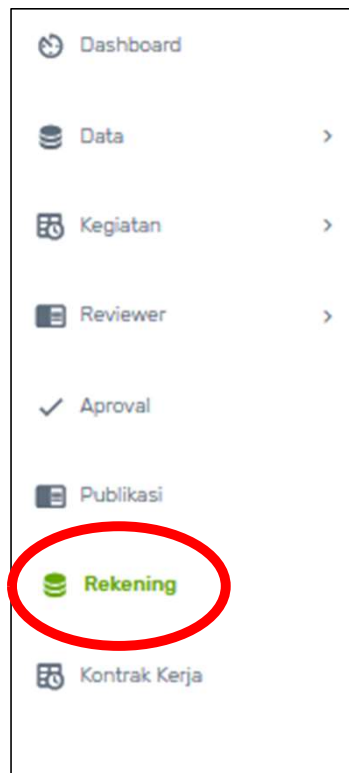 Dashboard
Data
Kegiatan
Reviewer
Aproval
Publikasi
Rekening
Kontrak Kerja